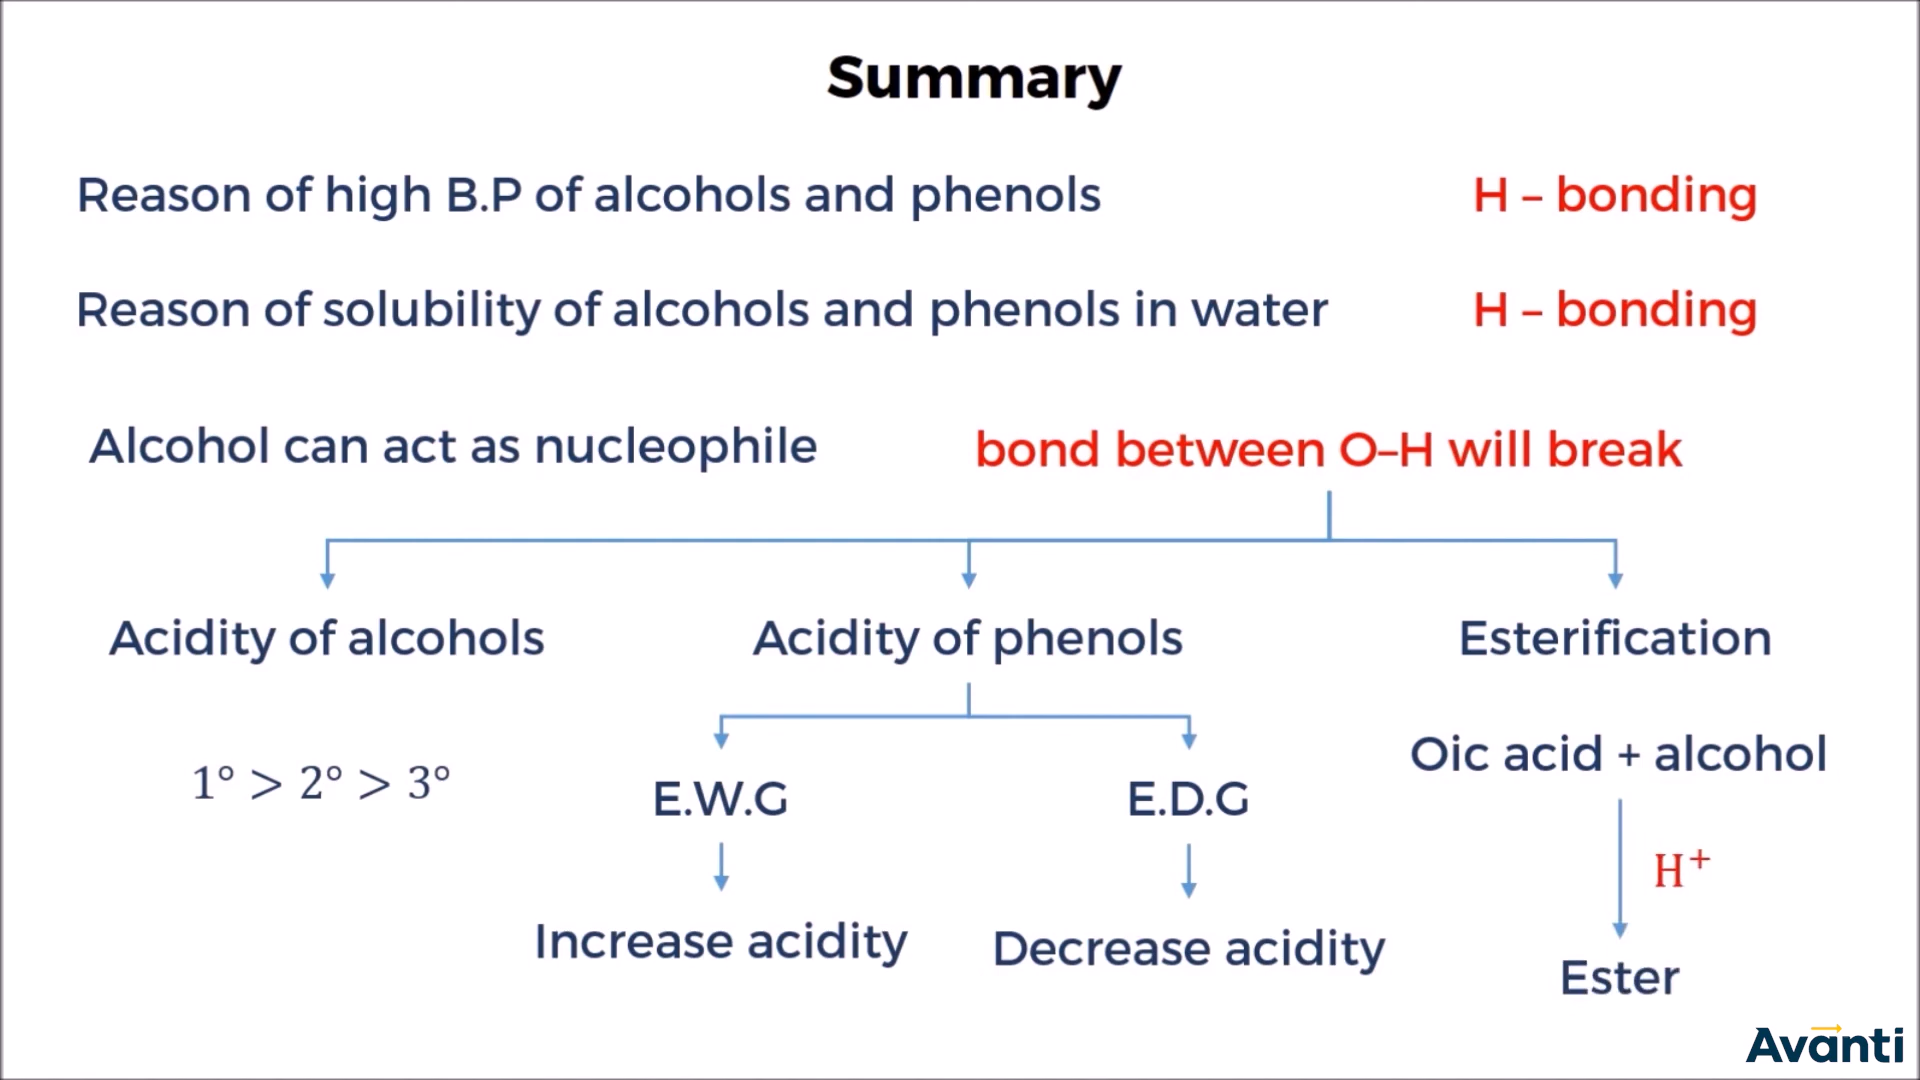 Summary
Reason of high B.P of alcohols and phenols
H – bonding
Reason of solubility of alcohols and phenols in water
H – bonding
Alcohol can act as nucleophile
bond between O–H will break
Acidity of alcohols
Acidity of phenols
Esterification
1° > 2° > 3°
E.W.G
E.D.G
Oic acid + alcohol
H⁺
Increase acidity
Decrease acidity
Ester
Avanti